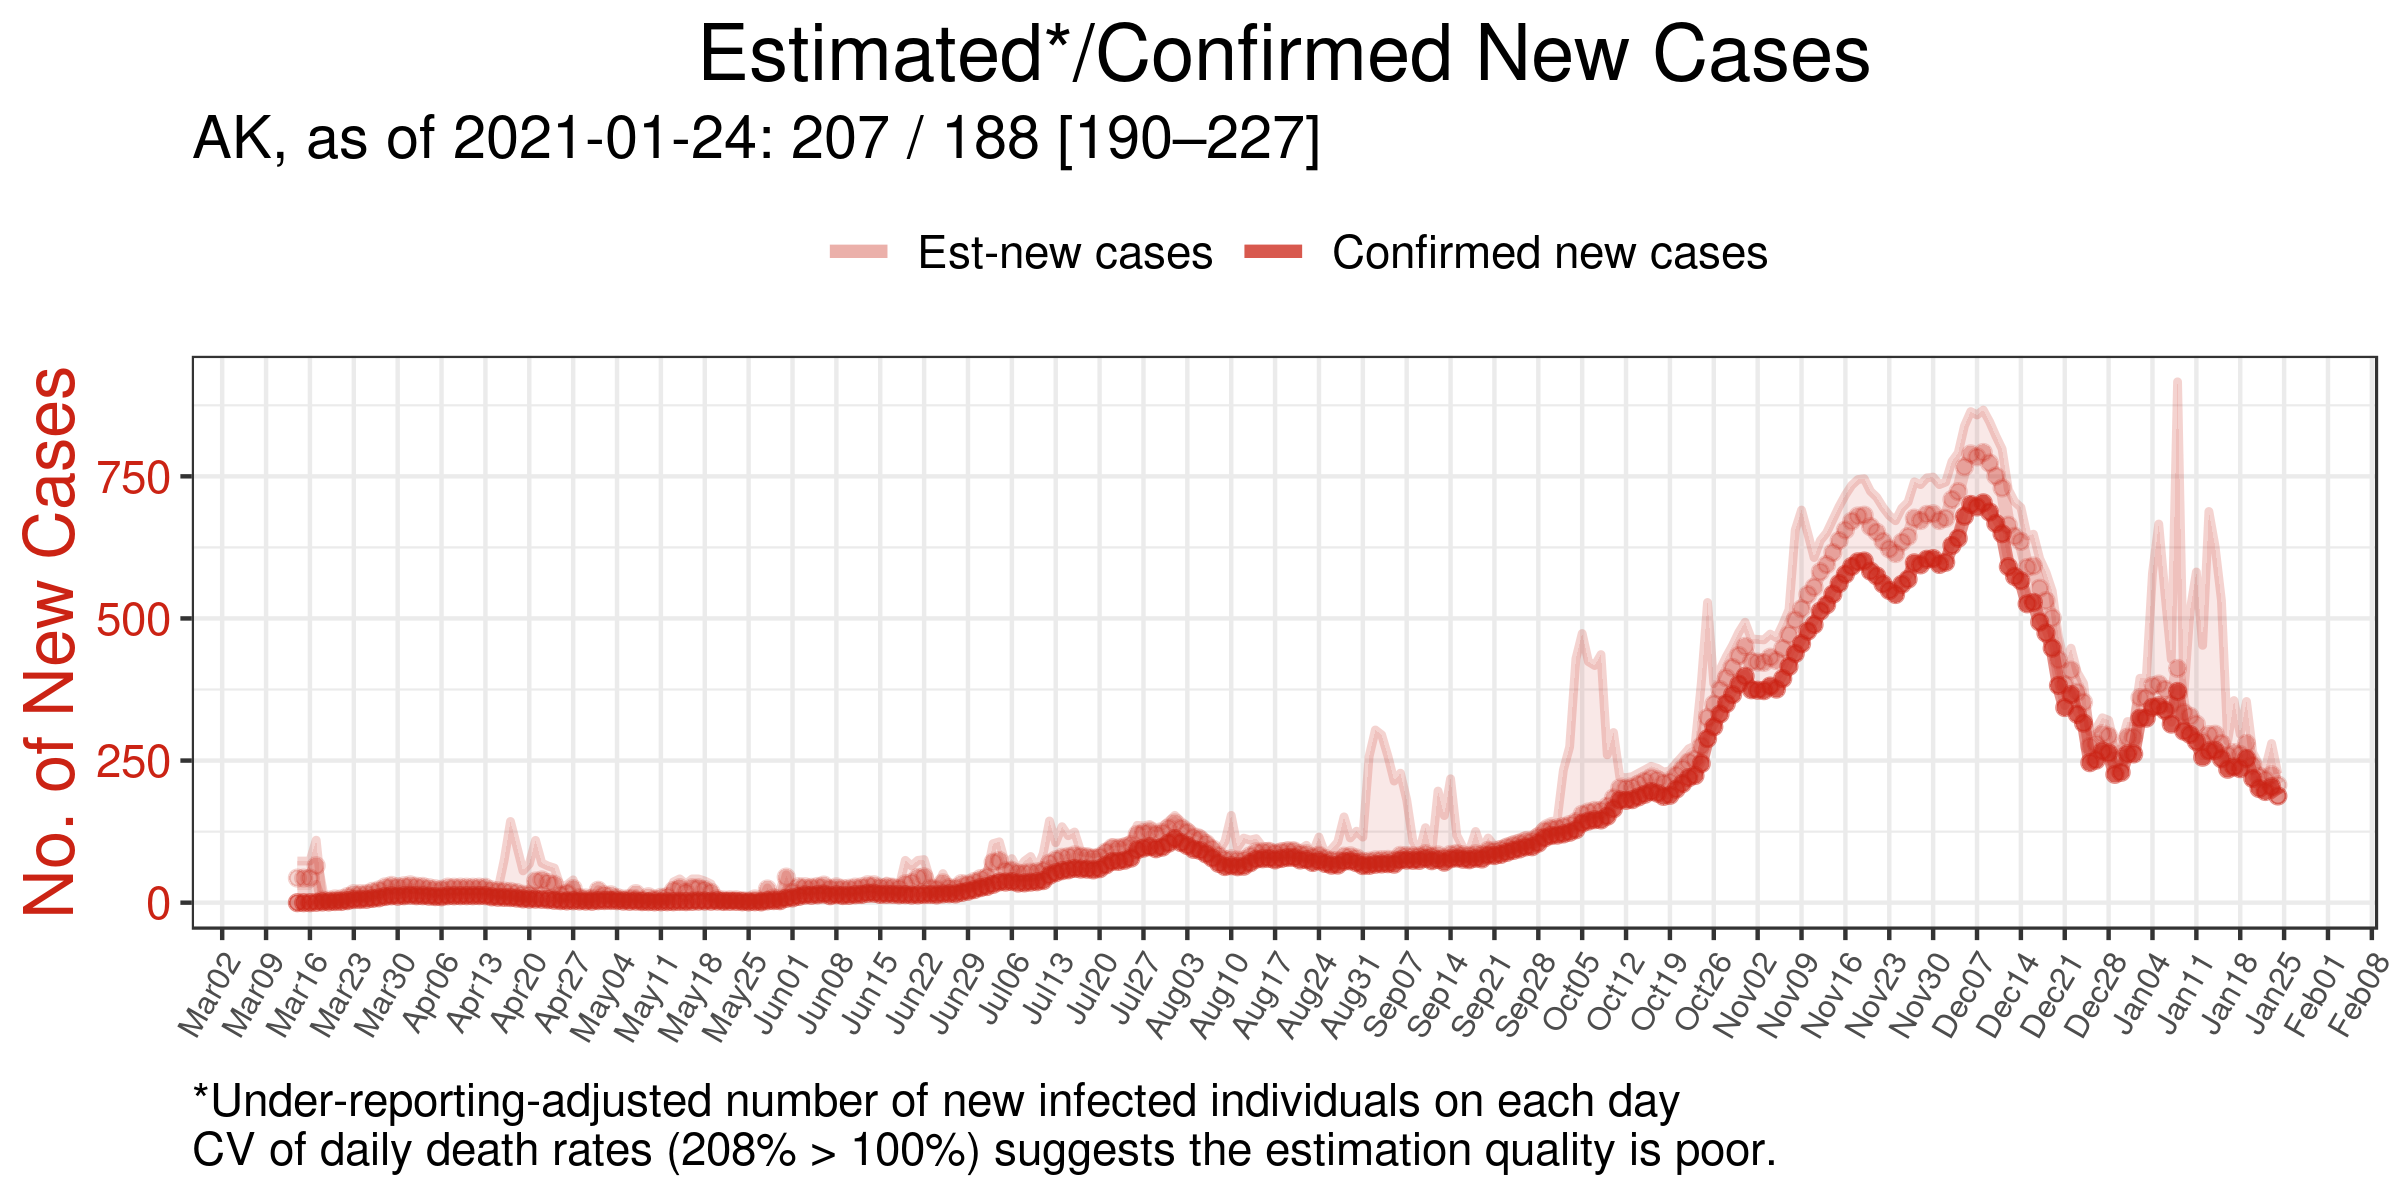 Estimated*/Confirmed New Cases
AK, as of 2021-01-24: 207 / 188 [190–227]
Est-new cases Confirmed new cases
No. of New Cases
750
500
250
0
Mar02 Mar09 Mar16 Mar23 Mar30 Apr06 Apr13 Apr20 Apr27 May04 May11 May18 May25 Jun01 Jun08 Jun15 Jun22 Jun29 Jul06 Jul13 Jul20 Jul27 Aug03 Aug10 Aug17 Aug24 Aug31 Sep07 Sep14 Sep21 Sep28 Oct05 Oct12 Oct19 Oct26 Nov02 Nov09 Nov16 Nov23 Nov30 Dec07 Dec14 Dec21 Dec28 Jan04 Jan11 Jan18 Jan25 Feb01 Feb08
*Under-reporting-adjusted number of new infected individuals on each day
CV of daily death rates (208% > 100%) suggests the estimation quality is poor.